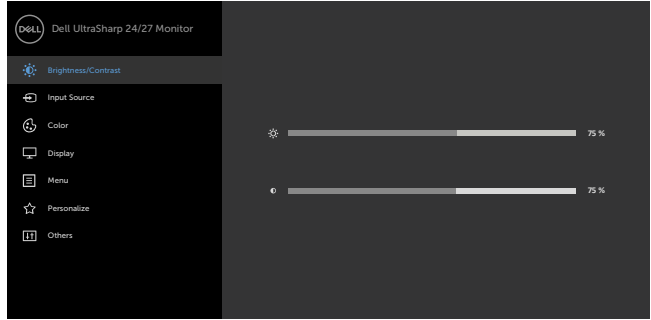 DELL
Dell UltraSharp 24/27 Monitor
Brightness/Contrast
Input Source
Color
Display
Menu
Personalize
Others
75 %
75 %